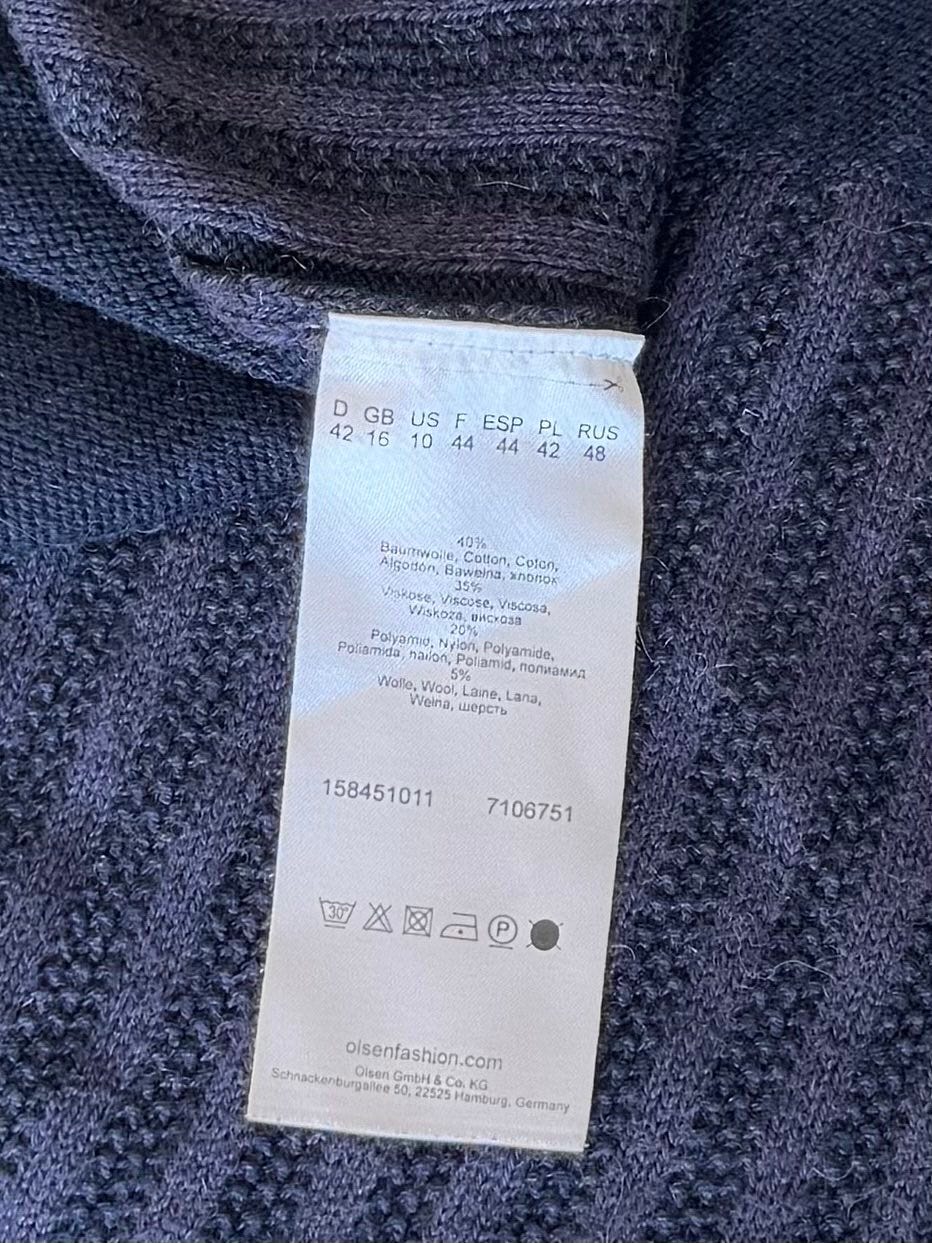 D GB US F ESP PL RUS
42 16 10 44 44 42 48
40%
Baumwolle, Cotton, Coton,
Algodón, Bawełna, хлопок
35%
Viskose, Viscose, Viscosa,
Wiskoza, вискоза
20%
Polyamid, Nylon, Polyamide,
Poliamida, nailon, Poliamid, полиамид
5%
Wolle, Wool, Laine, Lana,
Wełna, шерсть
158451011 7106751
30° P
olsenfashion.com
Olsen GmbH & Co. KG
Schnackenburgallee 50, 22525 Hamburg, Germany